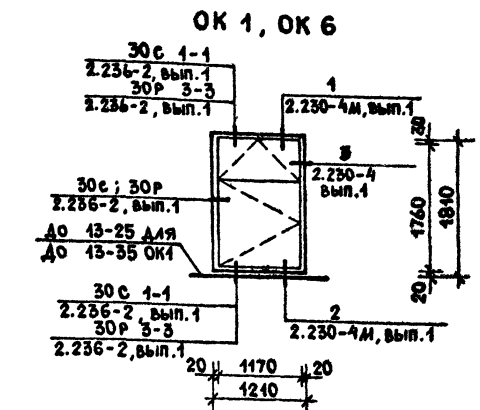 ОК 1, ОК 6
30С 1-1
2.236-2, ВЫП.1
30Р 3-3
2.236-2, ВЫП.1
1
2.230-4М, ВЫП.1
30
3
2.230-4
ВЫП.1
30С; 30Р
2.236-2, ВЫП.1
ДО 13-25 ДЛЯ
ДО 13-35 ОК1
1760
1810
20
30С 1-1
2.236-2, ВЫП.1
30Р 3-3
2.236-2, ВЫП.1
2
2.230-4М, ВЫП.1
20 1170 20
1210